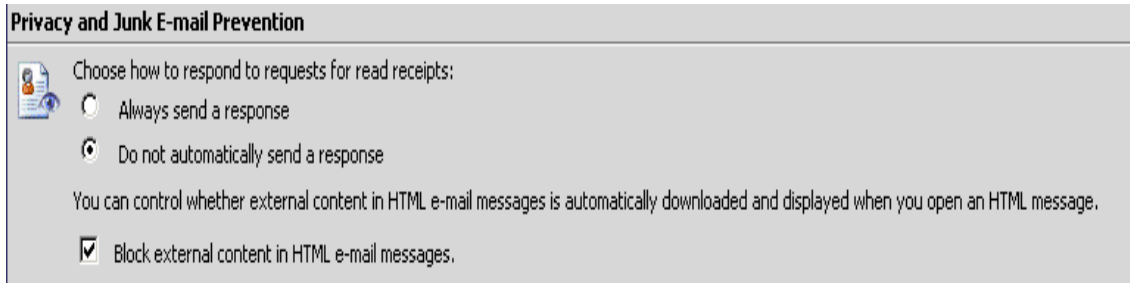 Privacy and Junk E-mail Prevention
Choose how to respond to requests for read receipts:
Always send a response
Do not automatically send a response
You can control whether external content in HTML e-mail messages is automatically downloaded and displayed when you open an HTML message.
Block external content in HTML e-mail messages.